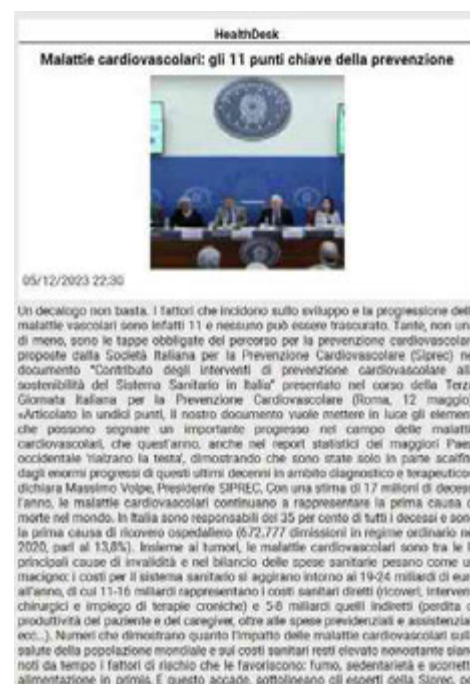 HealthDesk
Malattie cardiovascolari: gli 11 punti chiave della prevenzione
05/12/2023 22:30
Un decalogo non basta. I fattori che incidono sullo sviluppo e la progressione delle
malattie vascolari sono infatti 11 e nessuno può essere trascurato. Tante, non una
di meno, sono le tappe obbligate del percorso per la prevenzione cardiovascolare
proposte dalla Società Italiana per la Prevenzione Cardiovascolare (Siprec) nel
documento "Contributo degli interventi di prevenzione cardiovascolare alla
sostenibilità del Sistema Sanitario in Italia" presentato nel corso della Terza
Giornata Italiana per la Prevenzione Cardiovascolare (Roma, 12 maggio).
«Articolato in undici punti, il nostro documento vuole mettere in luce gli elementi
che possono segnare un importante progresso nel campo delle malattie
cardiovascolari, che quest'anno, anche nei report statistici dei maggiori Paesi
occidentale 'rialzano la testa', dimostrando che sono state solo in parte scalfite
dagli enormi progressi di questi ultimi decenni in ambito diagnostico e terapeutico»
dichiara Massimo Volpe, Presidente SIPREC. Con una stima di 17 milioni di decessi
l'anno, le malattie cardiovascolari continuano a rappresentare la prima causa di
morte nel mondo. In Italia sono responsabili del 35 per cento di tutti i decessi e sono
la prima causa di ricovero ospedaliero (672.777 dimissioni in regime ordinario nel
2020, pari al 13,8%). Insieme ai tumori, le malattie cardiovascolari sono tra le
principali cause di invalidità e nel bilancio delle spese sanitarie pesano come un
macigno: i costi per il sistema sanitario si aggirano intorno ai 19-24 miliardi di euro
all'anno, di cui 11-16 miliardi rappresentano i costi sanitari diretti (ricoveri, interventi
chirurgici e impiego di terapie croniche) e 5-8 miliardi quelli indiretti (perdita di
produttività del paziente e del caregiver, oltre alle spese previdenziali e assistenziali
ecc...). Numeri che dimostrano quanto l'impatto delle malattie cardiovascolari sulla
salute della popolazione mondiale e sui costi sanitari resti elevato nonostante siano
noti da tempo i fattori di rischio che le favoriscono: fumo, sedentarietà e scorretta
alimentazione in primis. E questo accade, sottolineano gli esperti della Siprec,